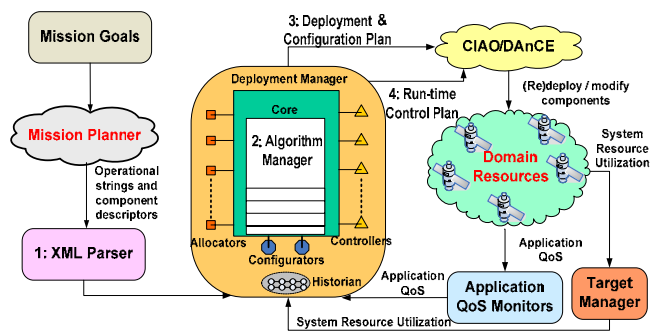 Mission Goals
Mission Planner
Operational
strings and
component
descriptors
1: XML Parser
3: Deployment &
Configuration Plan
Deployment Manager
Core
2: Algorithm
Manager
Allocators
Controllers
Configurators
Historian
CIAO/DAnCE
4: Run-time
Control Plan
(Re)deploy / modify
components
Domain
Resources
System
Resource
Utilization
Application
QoS
Application
QoS
Application
QoS Monitors
Target
Manager
System Resource Utilization